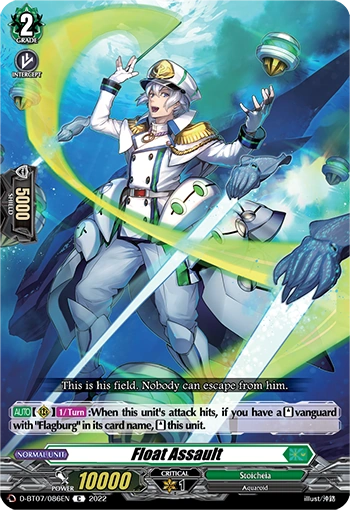 2
GRADE
INTERCEPT
5000
SHIELD
This is his field. Nobody can escape from him.
AUTO 1/Turn :When this unit's attack hits, if you have a vanguard
with "Flagburg" in its card name, this unit.
NORMAL UNIT
Float Assault
POWER 10000
CRITICAL
1
Stoicheia
Aquaroid
D-BT07/086EN C 2022
illust/沖鉻